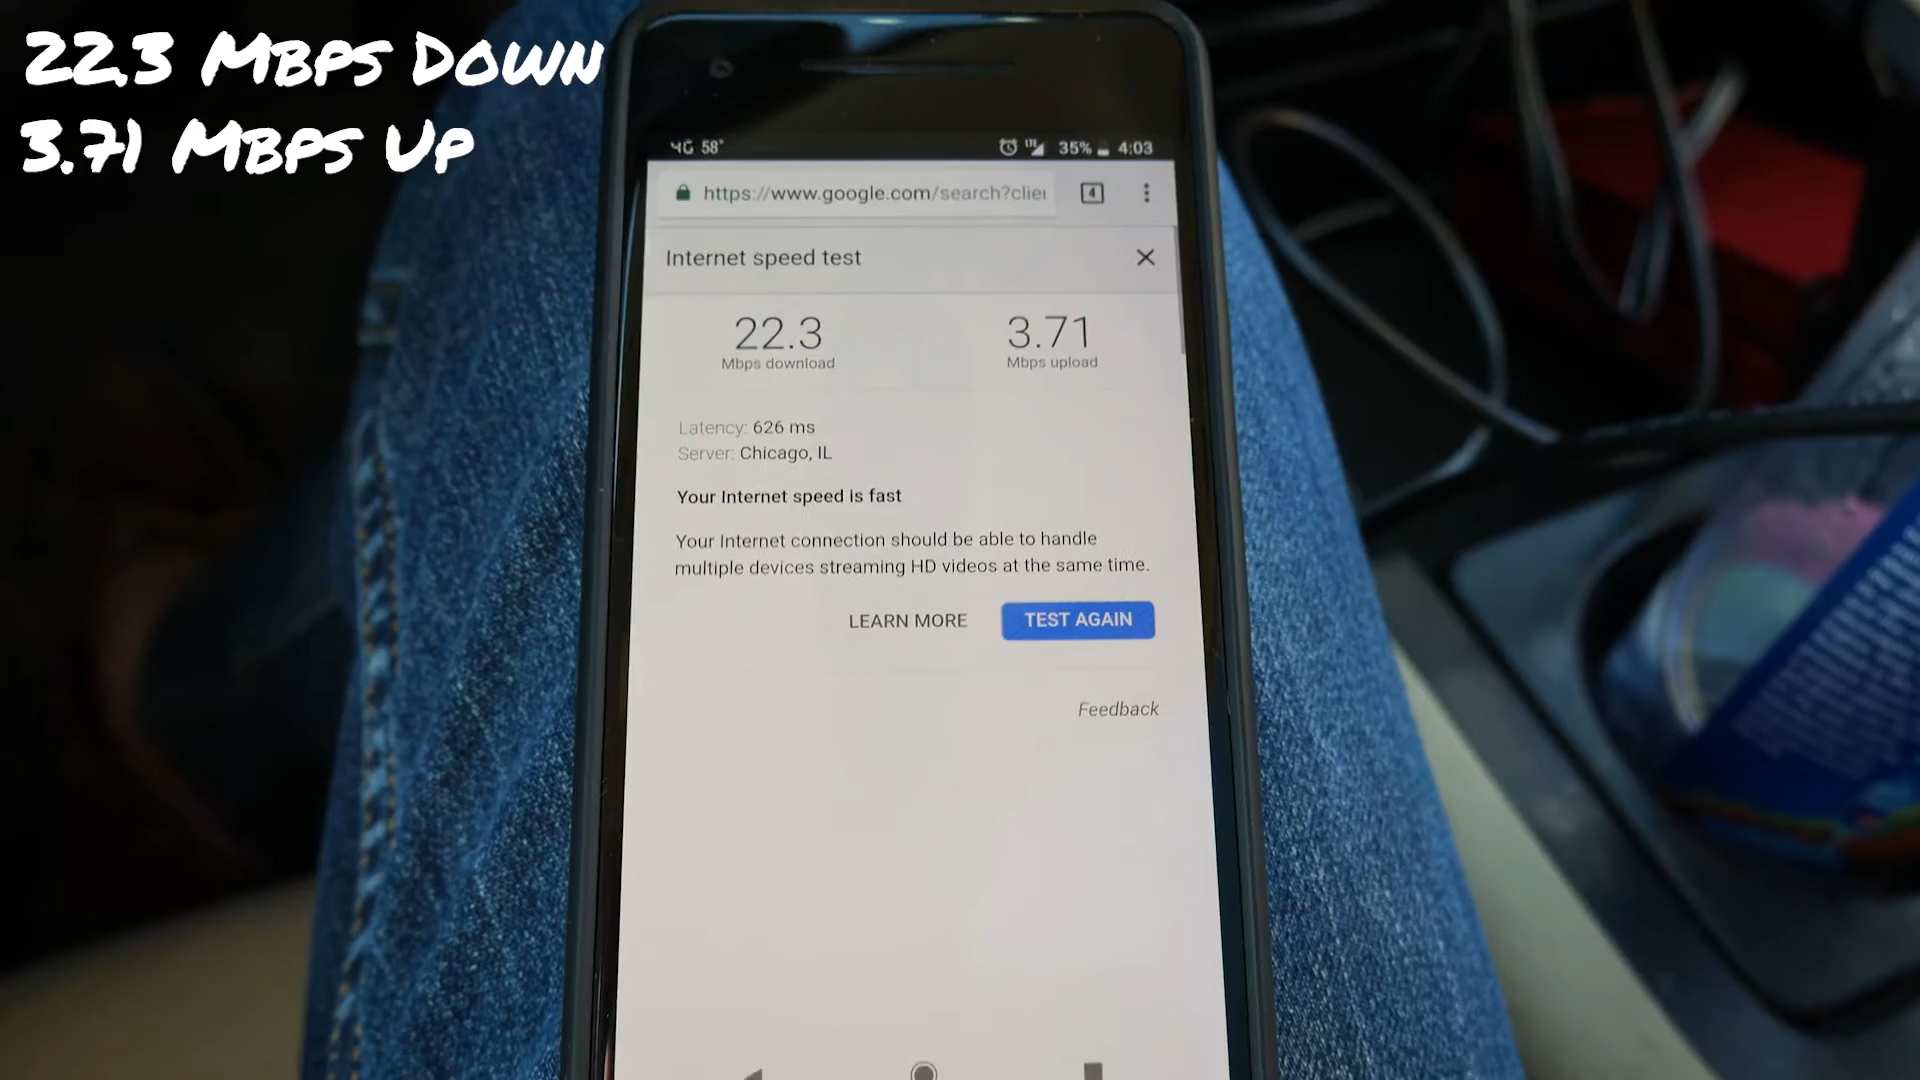 22.3 Mbps Down
3.71 Mbps Up
4G 58° LTE 35% 4:03
https://www.google.com/search?clie
4
Internet speed test
22.3 3.71
Mbps download Mbps upload
Latency: 626 ms
Server: Chicago, IL
Your Internet speed is fast
Your Internet connection should be able to handle
multiple devices streaming HD videos at the same time.
LEARN MORE TEST AGAIN
Feedback